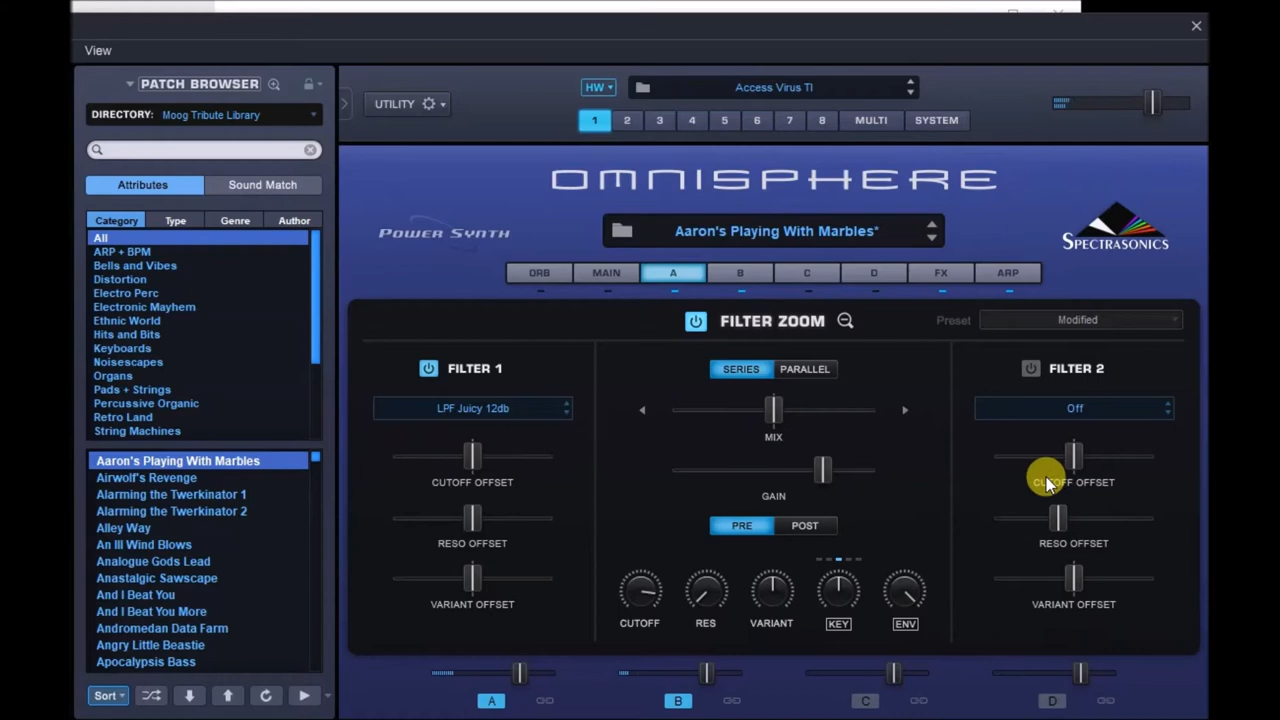 View
PATCH BROWSER
DIRECTORY: Moog Tribute Library
Attributes
Sound Match
Category
Type
Genre
Author
All
ARP + BPM
Bells and Vibes
Distortion
Electro Perc
Electronic Mayhem
Ethnic World
Hits and Bits
Keyboards
Noisescapes
Organs
Pads + Strings
Percussive Organic
Retro Land
String Machines
Aaron's Playing With Marbles
Airwolf's Revenge
Alarming the Twerkinator 1
Alarming the Twerkinator 2
Alley Way
An Ill Wind Blows
Analogue Gods Lead
Anastalgic Sawscape
And I Beat You
And I Beat You More
Andromedan Data Farm
Angry Little Beastie
Apocalypsis Bass
Sort
UTILITY
HW
Access Virus TI
1
2
3
4
5
6
7
8
MULTI
SYSTEM
OMNISPHERE
POWER SYNTH
Aaron's Playing With Marbles*
SPECTRASONICS
ORB
MAIN
A
B
C
D
FX
ARP
FILTER ZOOM
Preset
Modified
FILTER 1
LPF Juicy 12db
CUTOFF OFFSET
RESO OFFSET
VARIANT OFFSET
SERIES
PARALLEL
MIX
GAIN
PRE
POST
CUTOFF
RES
VARIANT
KEY
ENV
FILTER 2
Off
CUTOFF OFFSET
RESO OFFSET
VARIANT OFFSET
A
B
C
D